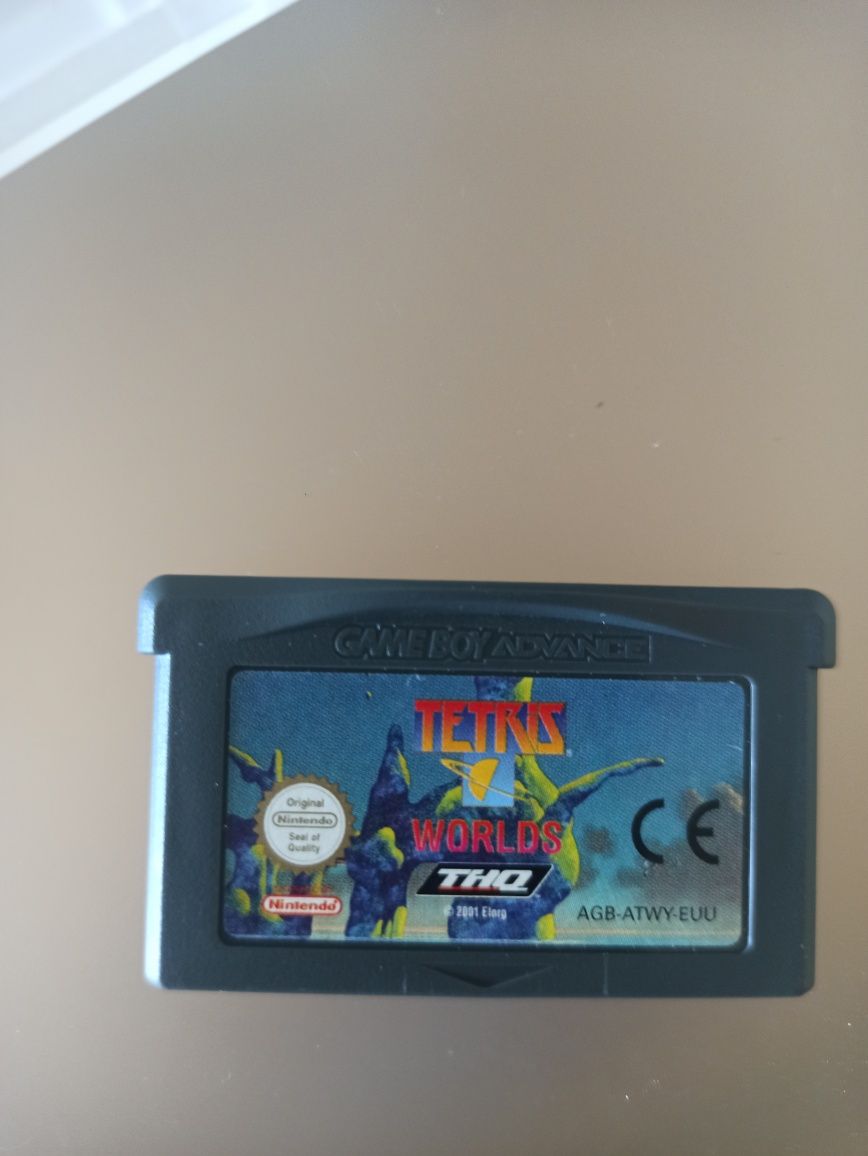 GAME BOY ADVANCE
TETRIS
WORLDS
Original
Nintendo
Seal of
Quality
Nintendo
THQ
© 2001 Elorg
CE
AGB-ATWY-EUU